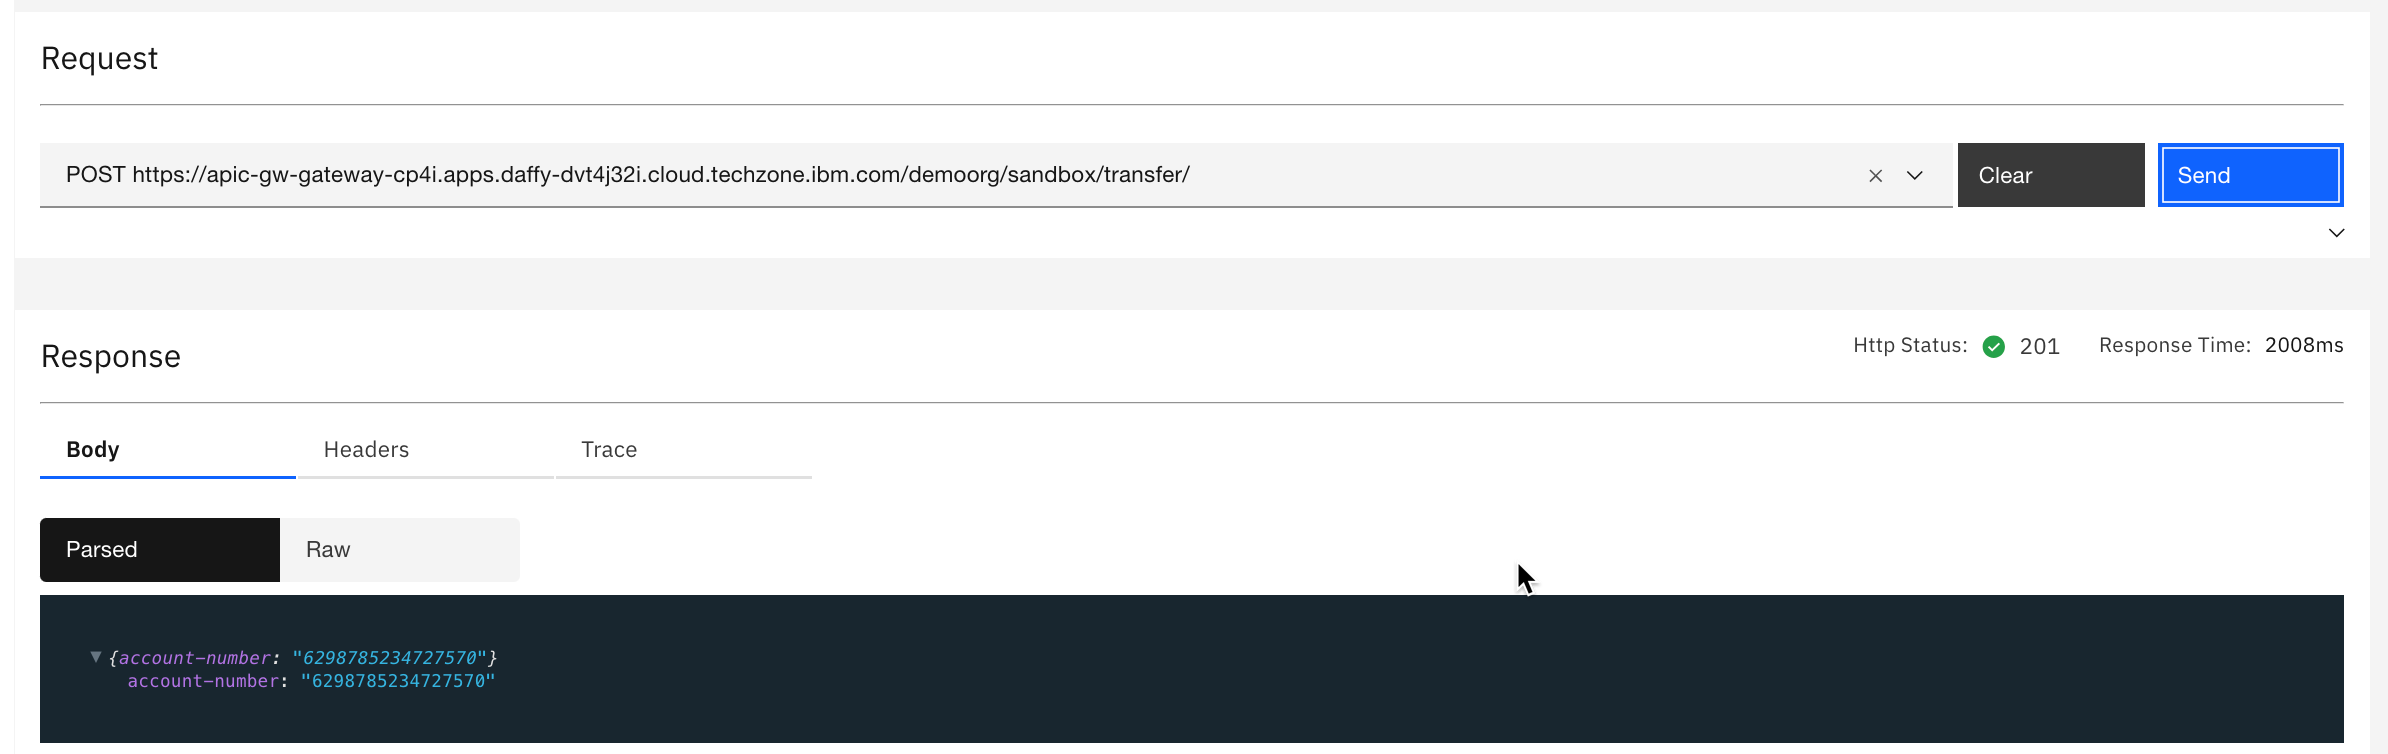 Request
POST https://apic-gw-gateway-cp4i.apps.daffy-dvt4j32i.cloud.techzone.ibm.com/demoorg/sandbox/transfer/
Clear
Send
Response
Http Status: 201 Response Time: 2008ms
Body Headers Trace
Parsed Raw
{account-number: "6298785234727570"}
account-number: "6298785234727570"